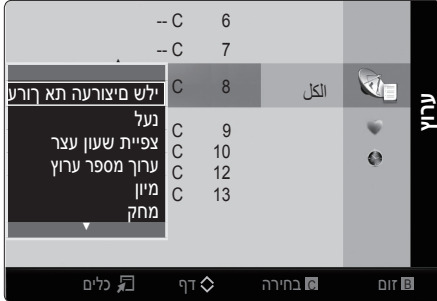 ערוץ
C 6 --
C 7 --
الكل 8 C
C 9
C 10
C 12
C 13
ערוך את הערוצים שלי
נעל
צפיית שעון עצר
ערוך מספר ערוץ
מיון
מחק
B זום C בחירה דף כלים